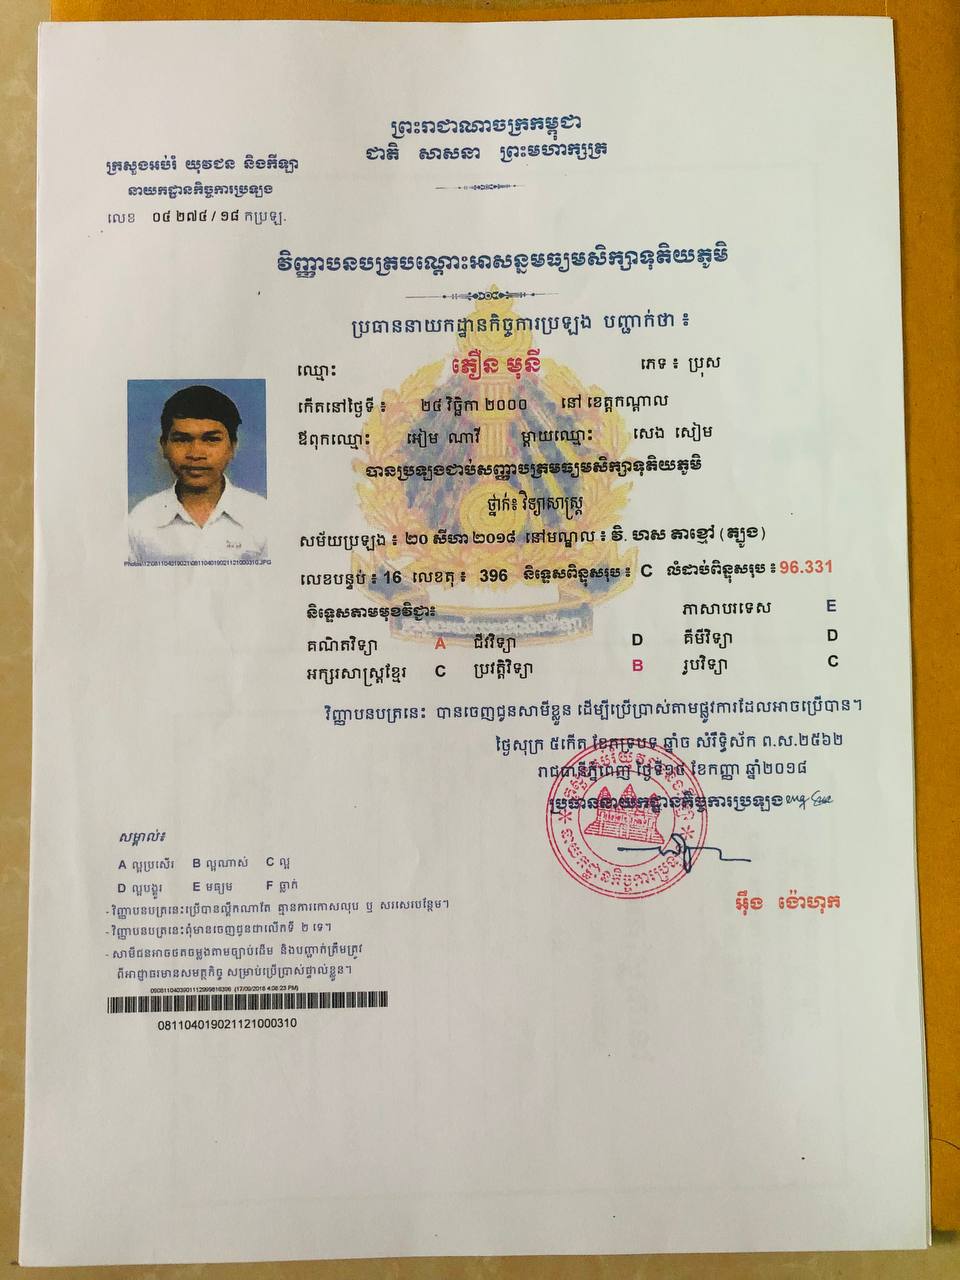 ព្រះរាជាណាចក្រកម្ពុជា
ជាតិ សាសនា ព្រះមហាក្សត្រ
ក្រសួងអប់រំ យុវជន និងកីឡា
នាយកដ្ឋានកិច្ចការប្រឡង
លេខ ០៤ ២៧៤ / ១៨ កប្រឡ.
វិញ្ញាបនបត្របណ្តោះអាសន្នមធ្យមសិក្សាទុតិយភូមិ
ប្រធាននាយកដ្ឋានកិច្ចការប្រឡង បញ្ជាក់ថា ៖
ឈ្មោះ ភឿន មុនី ភេទ ៖ ប្រុស
កើតនៅថ្ងៃទី ៖ ២៤ វិច្ឆិកា ២០០០ នៅ ខេត្តកណ្តាល
ឪពុកឈ្មោះ អៀម ណាវី ម្តាយឈ្មោះ សេង សៀម
បានប្រឡងជាប់សញ្ញាបត្រមធ្យមសិក្សាទុតិយភូមិ
ថ្នាក់៖ វិទ្យាសាស្ត្រ
សម័យប្រឡង ៖ ២០ សីហា ២០១៨ នៅមណ្ឌល ៖ វិ. ហស តាខ្មៅ (ត្បូង)
លេខបន្ទប់ ៖ 16 លេខតុ ៖ 396 និទ្ទេសពិន្ទុសរុប ៖ C លំដាប់ពិន្ទុសរុប ៖ 96.331
និទ្ទេសតាមមុខវិជ្ជា៖ ភាសាបរទេស E
គណិតវិទ្យា A ជីវវិទ្យា D គីមីវិទ្យា D
អក្សរសាស្ត្រខ្មែរ C ប្រវត្តិវិទ្យា B រូបវិទ្យា C
វិញ្ញាបនបត្រនេះ បានចេញជូនសាមីខ្លួន ដើម្បីប្រើប្រាស់តាមផ្លូវការដែលអាចប្រើបាន។
ថ្ងៃសុក្រ ៥កើត ខែភទ្របទ ឆ្នាំច សំរឹទ្ធិស័ក ព.ស.២៥៦២
រាជធានីភ្នំពេញ ថ្ងៃទី១៤ ខែកញ្ញា ឆ្នាំ២០១៨
ប្រធាននាយកដ្ឋានកិច្ចការប្រឡង
អ៊ឹង ង៉ោហុក
សម្គាល់៖
A ល្អប្រសើរ B ល្អណាស់ C ល្អ
D ល្អបង្គួរ E មធ្យម F ធ្លាក់
- វិញ្ញាបនបត្រនេះប្រើបានលុះណាតែ គ្មានការកោសលុប ឬ សរសេរបន្ថែម។
- វិញ្ញាបនបត្រនេះពុំមានចេញជូនជាលើកទី ២ ទេ។
- សាមីជនអាចថតចម្លងតាមច្បាប់ដើម និងបញ្ជាក់ត្រឹមត្រូវ
ពីអាជ្ញាធរមានសមត្ថកិច្ច សម្រាប់ប្រើប្រាស់ផ្ទាល់ខ្លួន។
(17/09/2018 4:08:23 PM)
081104019021121000310